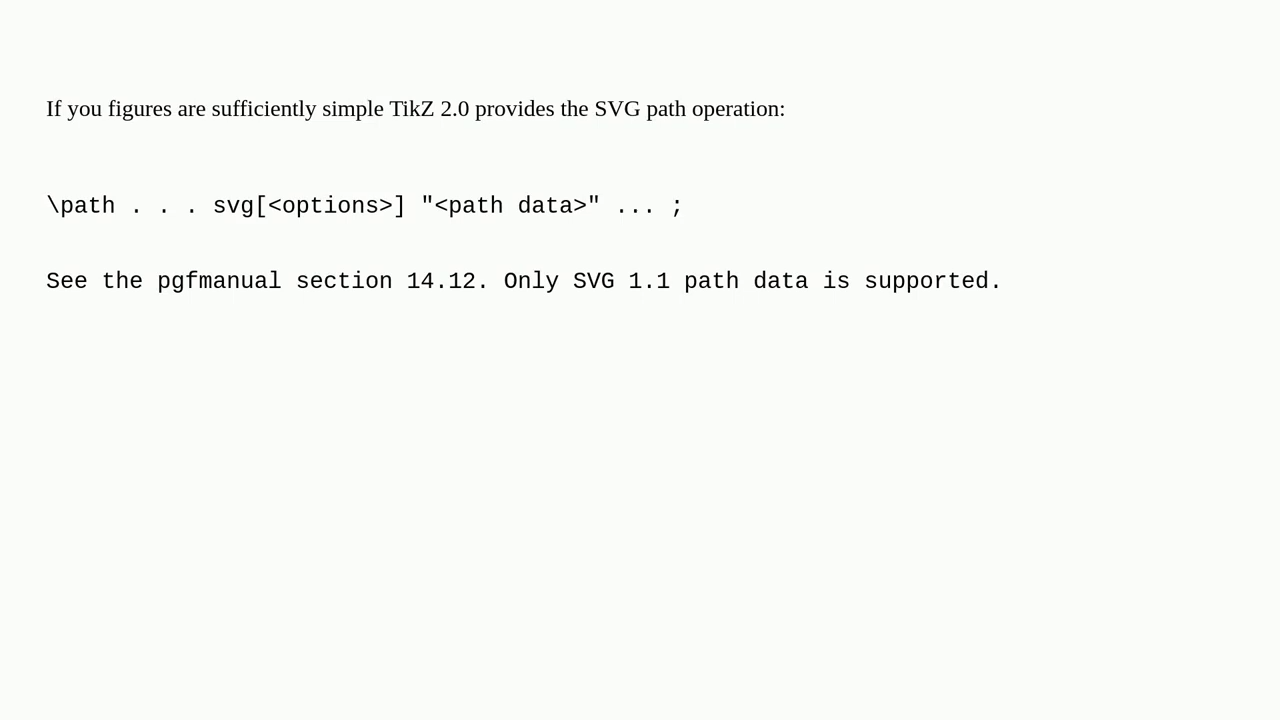 If you figures are sufficiently simple TikZ 2.0 provides the SVG path operation:
\path . . . svg[<options>] "<path data>" ... ;
See the pgfmanual section 14.12. Only SVG 1.1 path data is supported.